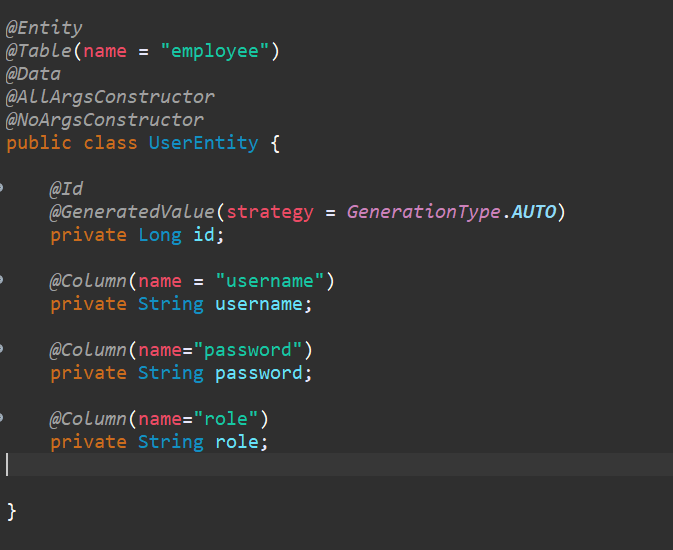 @Entity
@Table(name = "employee")
@Data
@AllArgsConstructor
@NoArgsConstructor
public class UserEntity {
@Id
@GeneratedValue(strategy = GenerationType.AUTO)
private Long id;
@Column(name = "username")
private String username;
@Column(name="password")
private String password;
@Column(name="role")
private String role;
}